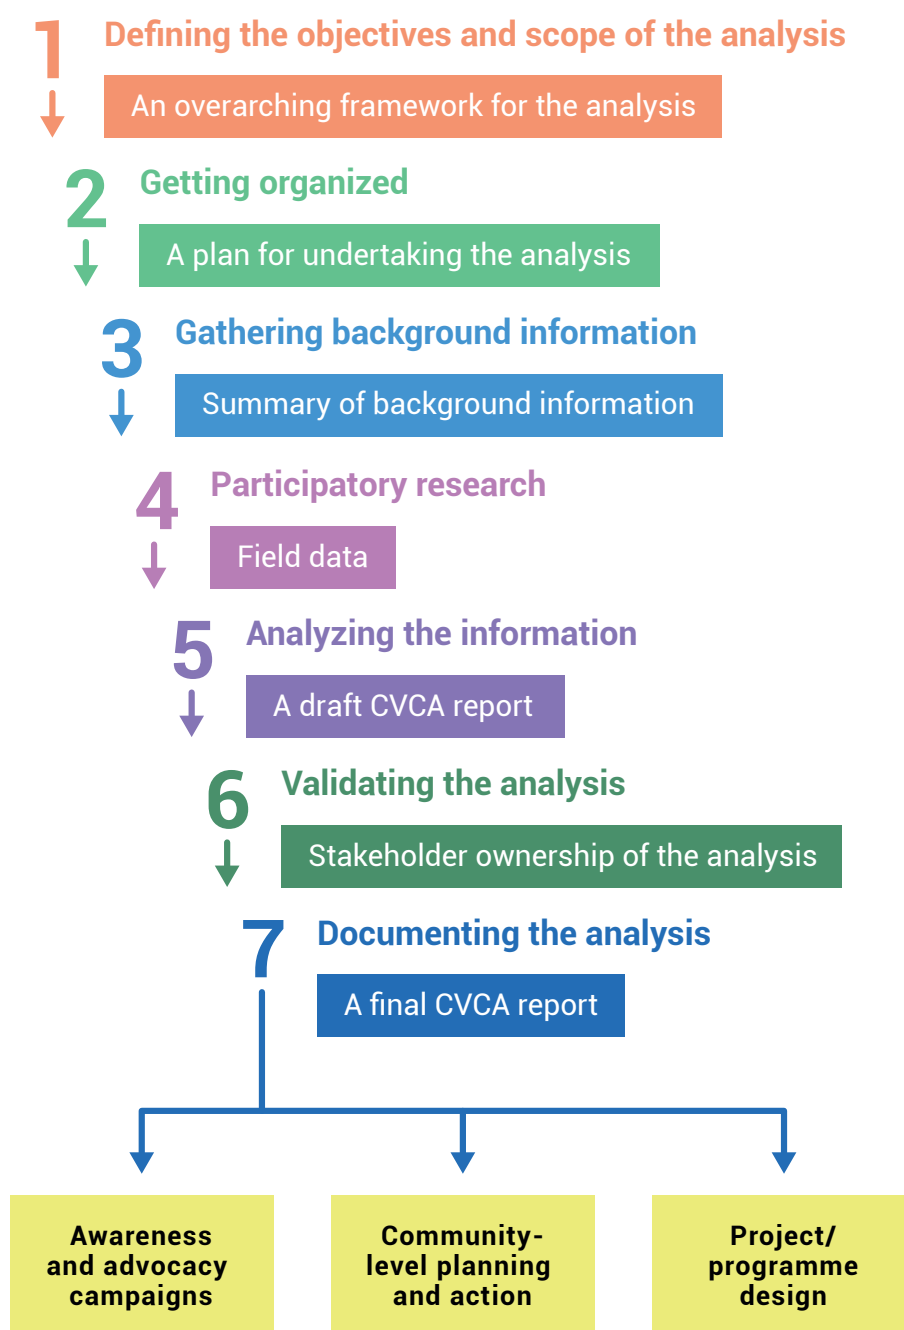 1
Defining the objectives and scope of the analysis
An overarching framework for the analysis
2
Getting organized
A plan for undertaking the analysis
3
Gathering background information
Summary of background information
4
Participatory research
Field data
5
Analyzing the information
A draft CVCA report
6
Validating the analysis
Stakeholder ownership of the analysis
7
Documenting the analysis
A final CVCA report
Awareness
and advocacy
campaigns
Community-
level planning
and action
Project/
programme
design